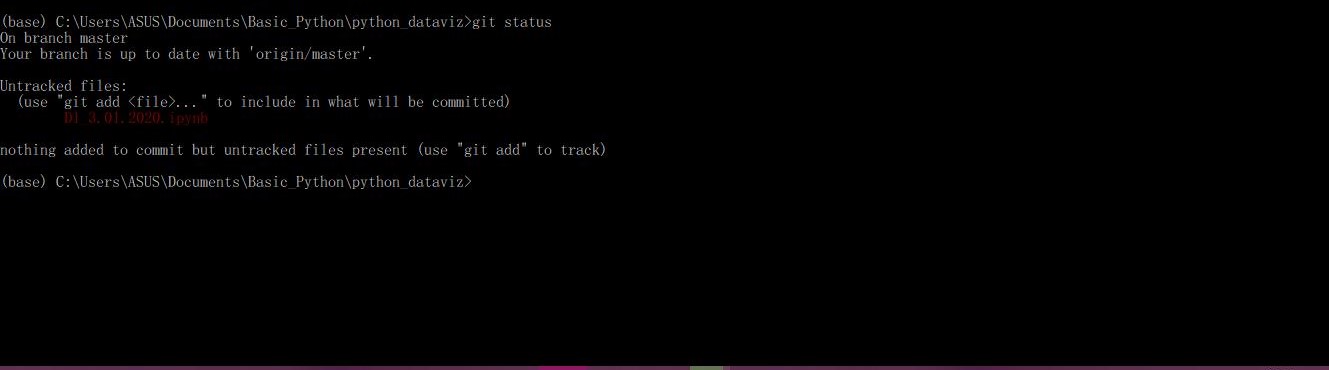 (base) C:\Users\ASUS\Documents\Basic_Python\python_dataviz>git status
On branch master
Your branch is up to date with 'origin/master'.
Untracked files:
  (use "git add <file>..." to include in what will be committed)
        D1 3.01.2020.ipynb
nothing added to commit but untracked files present (use "git add" to track)
(base) C:\Users\ASUS\Documents\Basic_Python\python_dataviz>